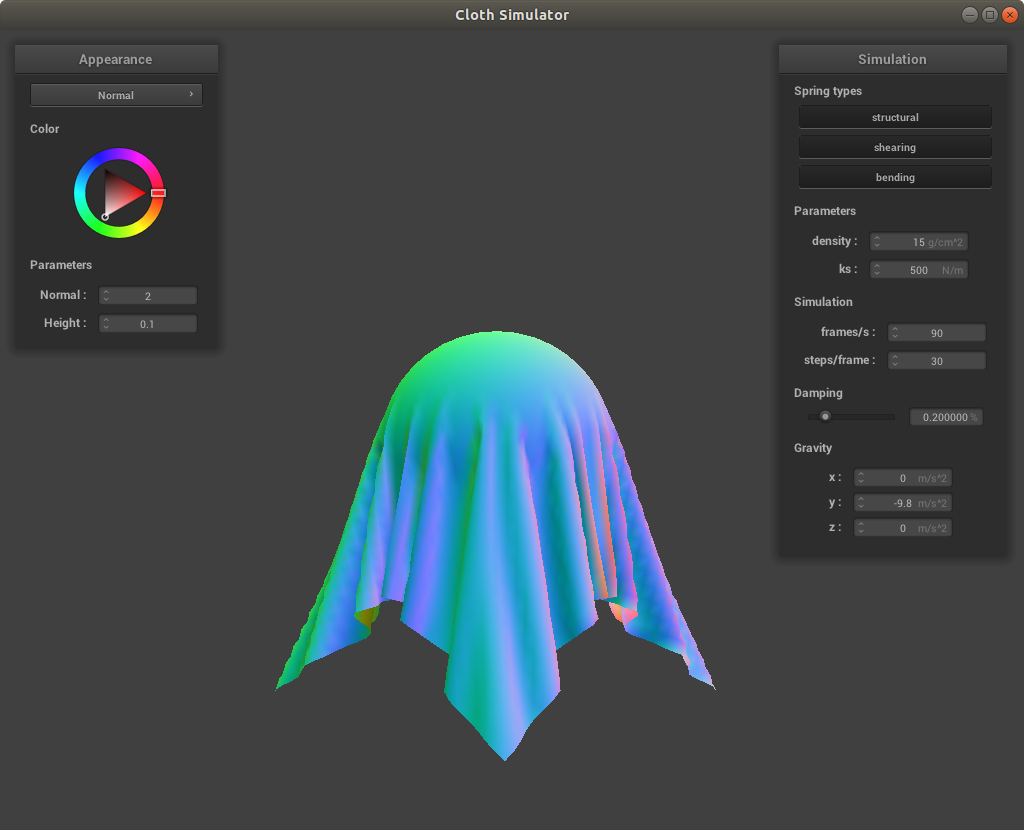 Cloth Simulator
Appearance
Normal
Color
Parameters
Normal : 2
Height : 0.1
Simulation
Spring types
structural
shearing
bending
Parameters
density : 15 g/cm^2
ks : 500 N/m
Simulation
frames/s : 90
steps/frame : 30
Damping
0.200000 %
Gravity
x : 0 m/s^2
y : -9.8 m/s^2
z : 0 m/s^2